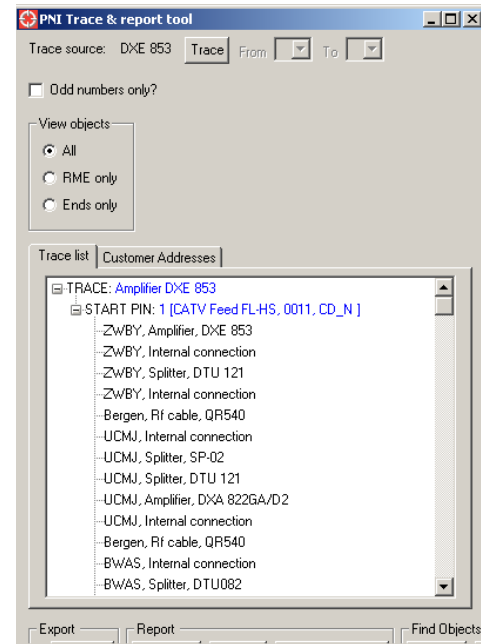 PNI Trace & report tool
Trace source: DXE 853 Trace From To
Odd numbers only?
View objects
All
RME only
Ends only
Trace list Customer Addresses
TRACE: Amplifier DXE 853
START PIN: 1 [CATV Feed FL-HS, 0011, CD_N ]
ZWBY, Amplifier, DXE 853
ZWBY, Internal connection
ZWBY, Splitter, DTU 121
ZWBY, Internal connection
Bergen, Rf cable, QR540
UCMJ, Internal connection
UCMJ, Splitter, SP-02
UCMJ, Splitter, DTU 121
UCMJ, Amplifier, DXA 822GA/D2
UCMJ, Internal connection
Bergen, Rf cable, QR540
BWAS, Internal connection
BWAS, Splitter, DTU082
Export Report Find Objects